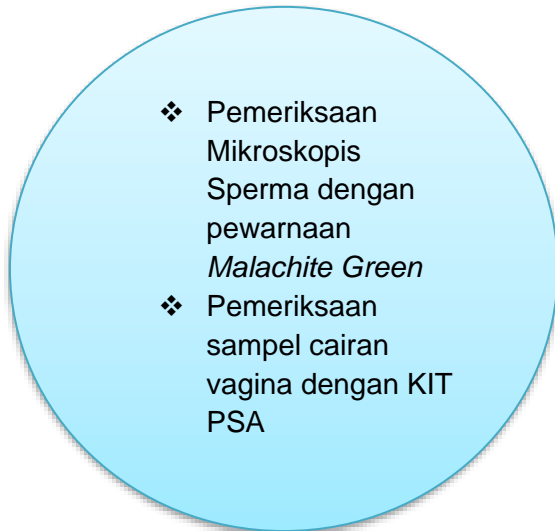 ❖ Pemeriksaan
Mikroskopis
Sperma dengan
pewarnaan
Malachite Green
❖ Pemeriksaan
sampel cairan
vagina dengan KIT
PSA